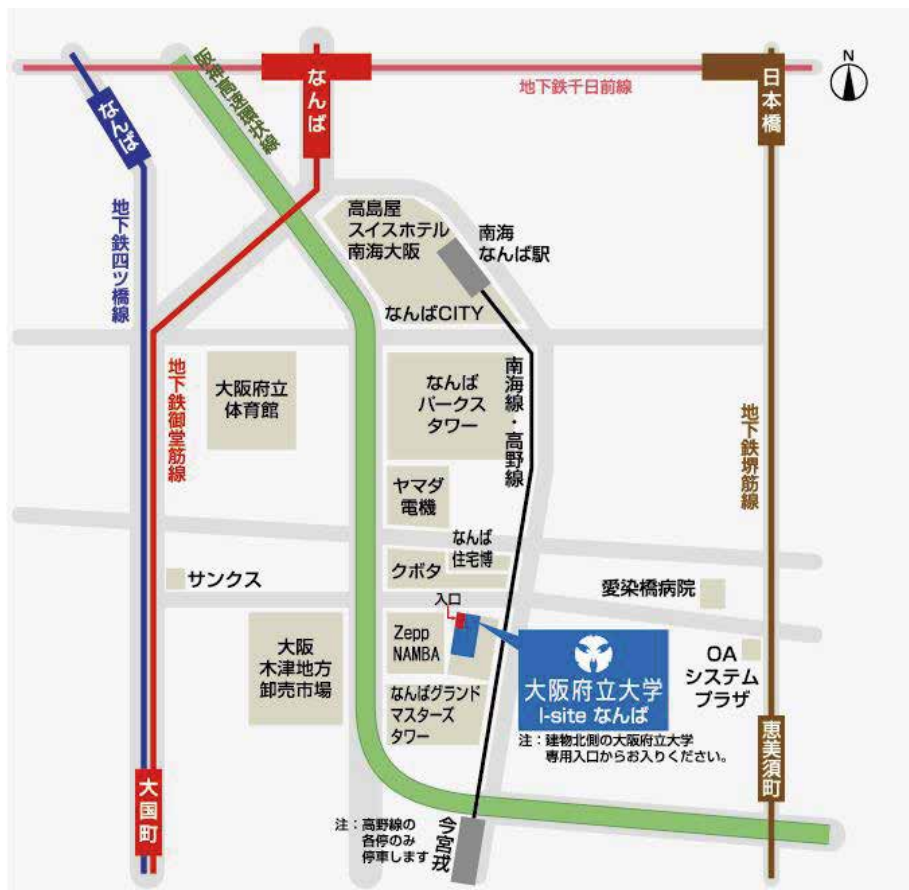 N
なんば
阪神高速環状線
なんば
地下鉄千日前線
日本橋
地下鉄四ツ橋線
高島屋
スイスホテル
南海大阪
南海
なんば駅
なんばCITY
地下鉄御堂筋線
大阪府立
体育館
なんば
パークス
タワー
南海線・高野線
地下鉄堺筋線
ヤマダ
電機
なんば
住宅博
クボタ
サンクス
愛染橋病院
入口
Zepp
NAMBA
大阪
木津地方
卸売市場
大阪府立大学
I-site なんば
OA
システム
プラザ
なんばグランド
マスターズ
タワー
注：建物北側の大阪府立大学
専用入口からお入りください。
恵美須町
大国町
注：高野線の
各停のみ
停車します
今宮戎